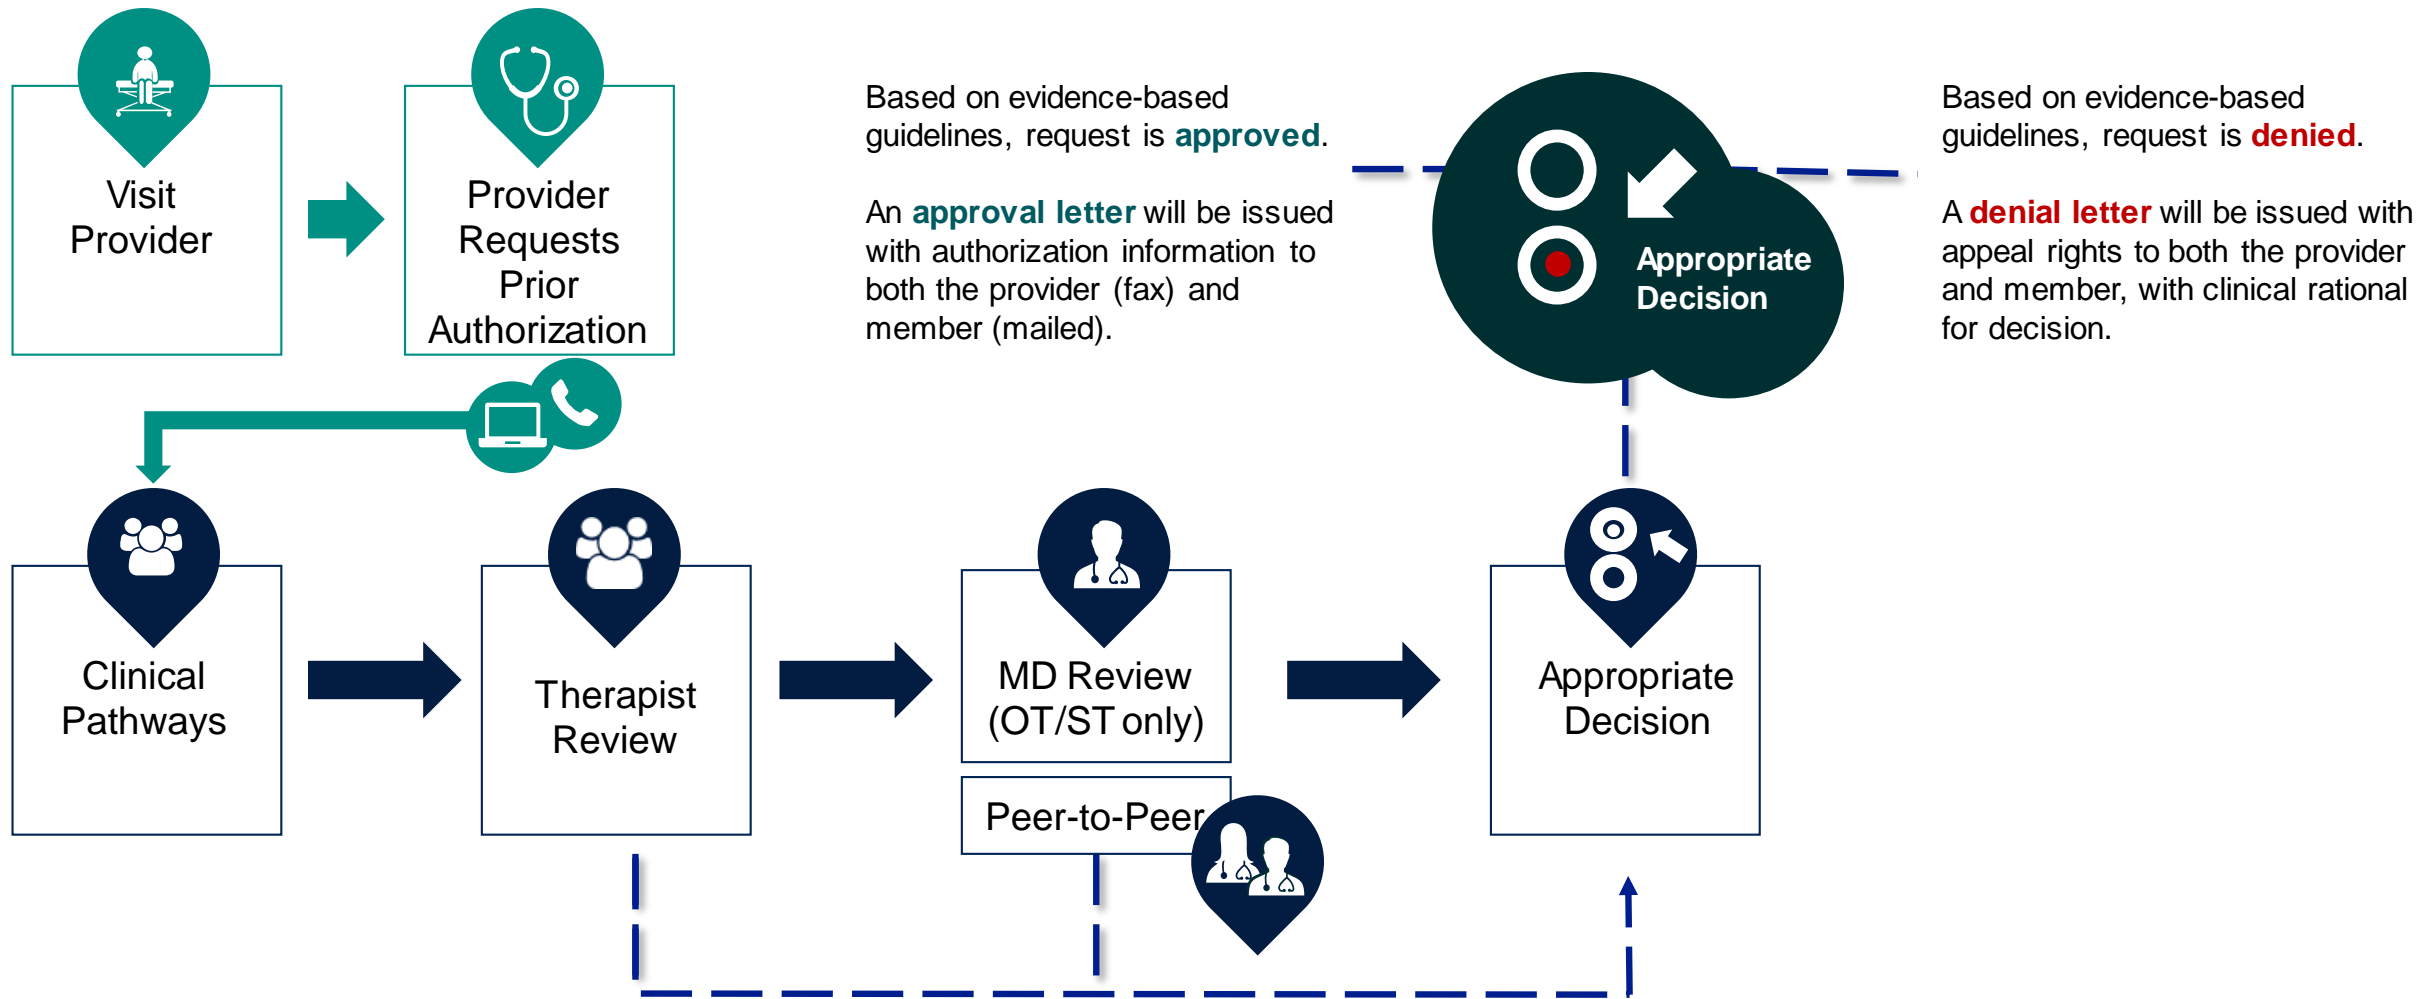 Visit
Provider
Provider
Requests
Prior
Authorization
Based on evidence-based
guidelines, request is approved.
An approval letter will be issued
with authorization information to
both the provider (fax) and
member (mailed).
Appropriate
Decision
Based on evidence-based
guidelines, request is denied.
A denial letter will be issued with
appeal rights to both the provider
and member, with clinical rational
for decision.
Clinical
Pathways
Therapist
Review
MD Review
(OT/ST only)
Peer-to-Peer
Appropriate
Decision